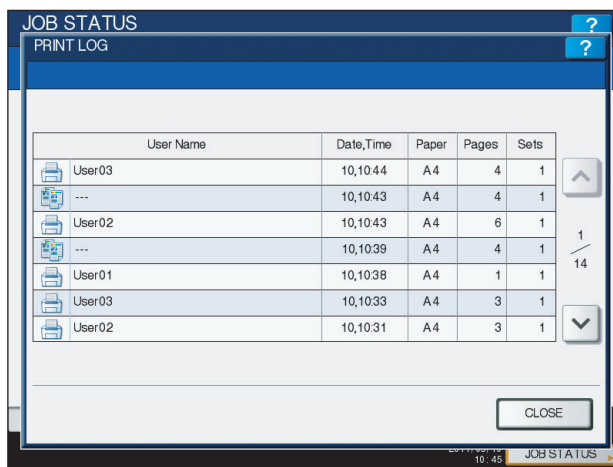 JOB STATUS
?
PRINT LOG
?
User Name Date,Time Paper Pages Sets
User03 10,10:44 A4 4 1
--- 10,10:43 A4 4 1
User02 10,10:43 A4 6 1
--- 10,10:39 A4 4 1
User01 10,10:38 A4 1 1
User03 10,10:33 A4 3 1
User02 10,10:31 A4 3 1
1
14
CLOSE
10:45
JOB STATUS